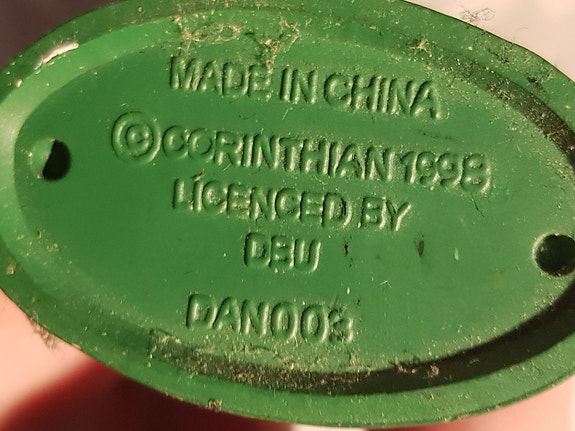 MADE IN CHINA
©CORINTHIAN 1998
LICENCED BY
DBU
DAN003